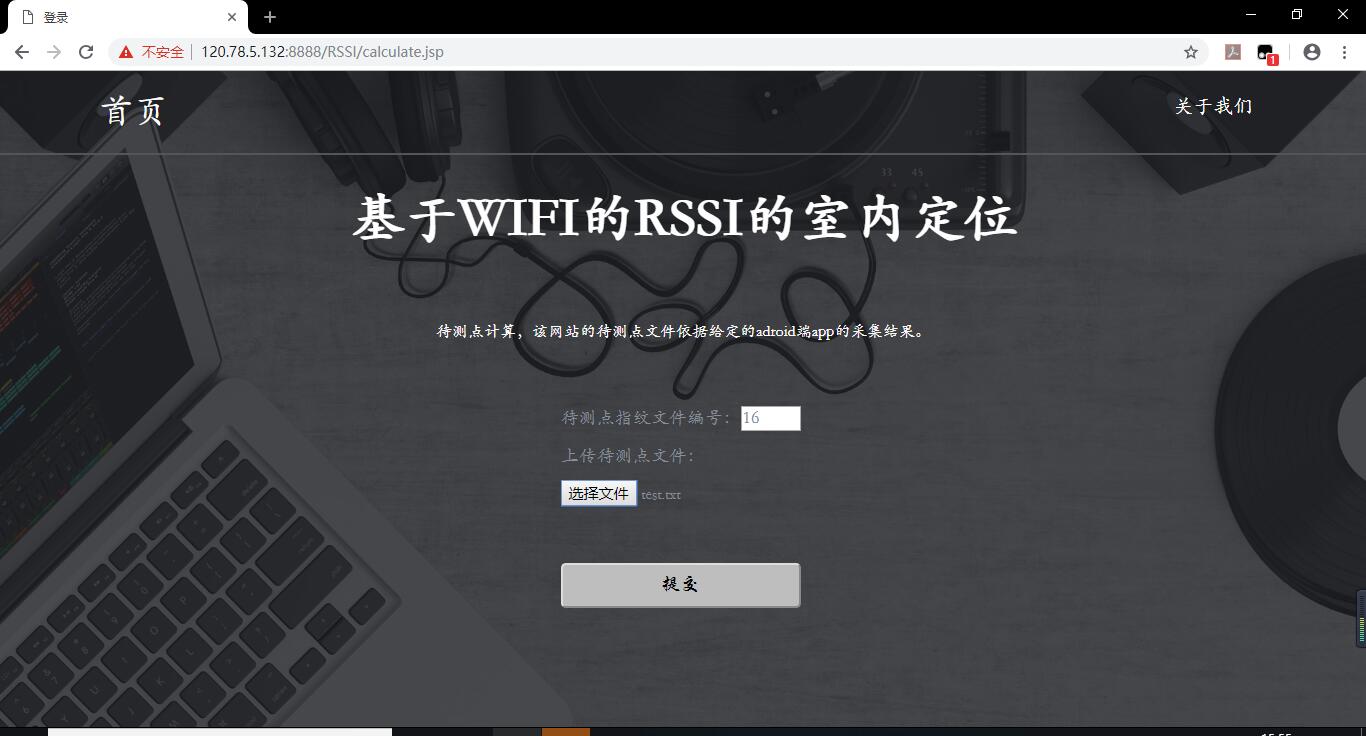 登录
不安全 120.78.5.132:8888/RSSI/calculate.jsp
1
首页
关于我们
33 45
基于WIFI的RSSI的室内定位
待测点计算，该网站的待测点文件依据给定的adroid端app的采集结果。
待测点指纹文件编号：16
上传待测点文件：
选择文件 test.txt
提交